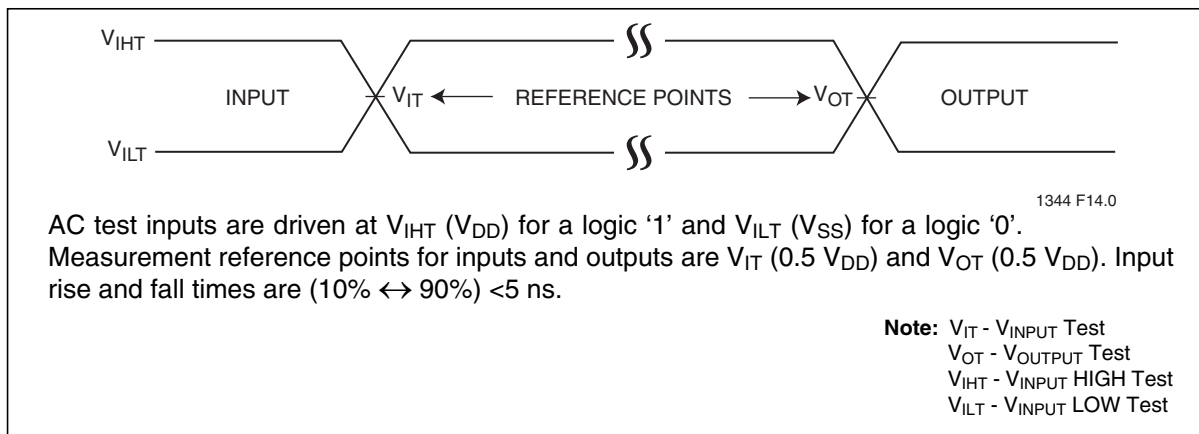 VIHT
INPUT VIT REFERENCE POINTS VOT OUTPUT
VILT
1344 F14.0
AC test inputs are driven at VIHT (VDD) for a logic ‘1’ and VILT (VSS) for a logic ‘0’.
Measurement reference points for inputs and outputs are VIT (0.5 VDD) and VOT (0.5 VDD). Input
rise and fall times are (10% ↔ 90%) <5 ns.
Note: VIT - VINPUT Test
VOT - VOUTPUT Test
VIHT - VINPUT HIGH Test
VILT - VINPUT LOW Test